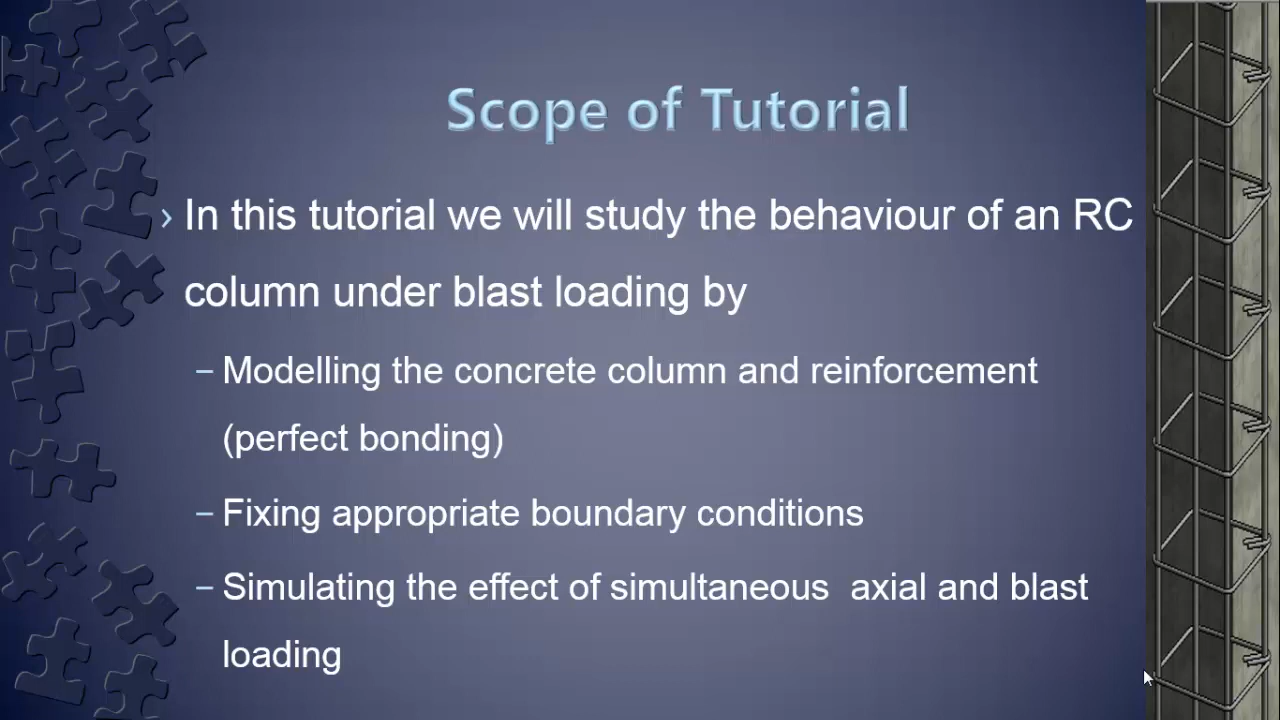 Scope of Tutorial
› In this tutorial we will study the behaviour of an RC
column under blast loading by
– Modelling the concrete column and reinforcement
(perfect bonding)
– Fixing appropriate boundary conditions
– Simulating the effect of simultaneous  axial and blast
loading